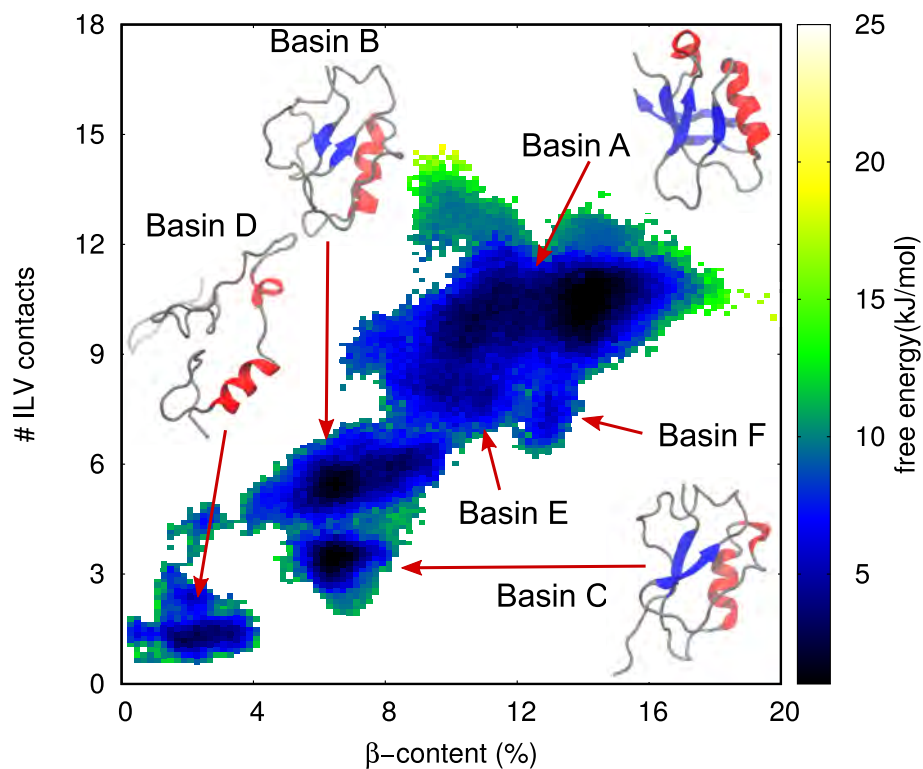 18
15
12
9
6
3
0
# ILV contacts
0
4
8
12
16
20
β−content (%)
Basin B
Basin A
Basin D
Basin F
Basin E
Basin C
25
20
15
10
5
free energy(kJ/mol)